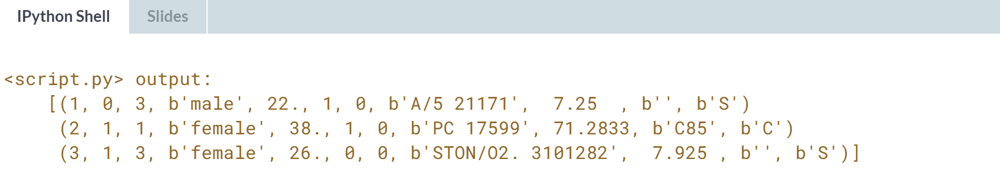 IPython Shell Slides
<script.py> output:
[(1, 0, 3, b'male', 22., 1, 0, b'A/5 21171',  7.25  , b'', b'S')
(2, 1, 1, b'female', 38., 1, 0, b'PC 17599', 71.2833, b'C85', b'C')
(3, 1, 3, b'female', 26., 0, 0, b'STON/O2. 3101282',  7.925 , b'', b'S')]